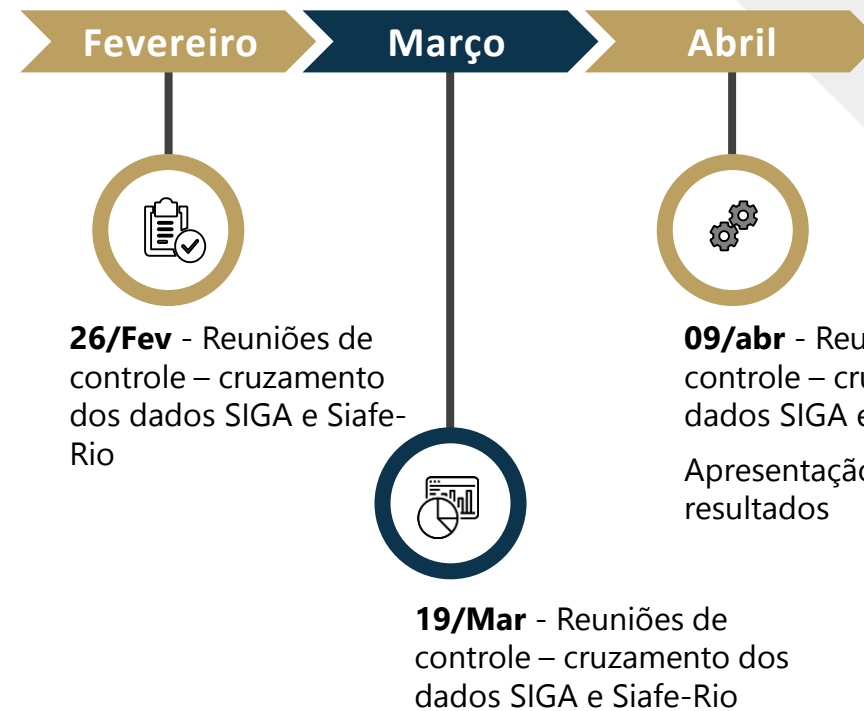 Fevereiro
Março
Abril
26/Fev - Reuniões de
controle – cruzamento
dos dados SIGA e Siafe-
Rio
19/Mar - Reuniões de
controle – cruzamento dos
dados SIGA e Siafe-Rio
09/abr -
controle –
dados SIGA
resultados